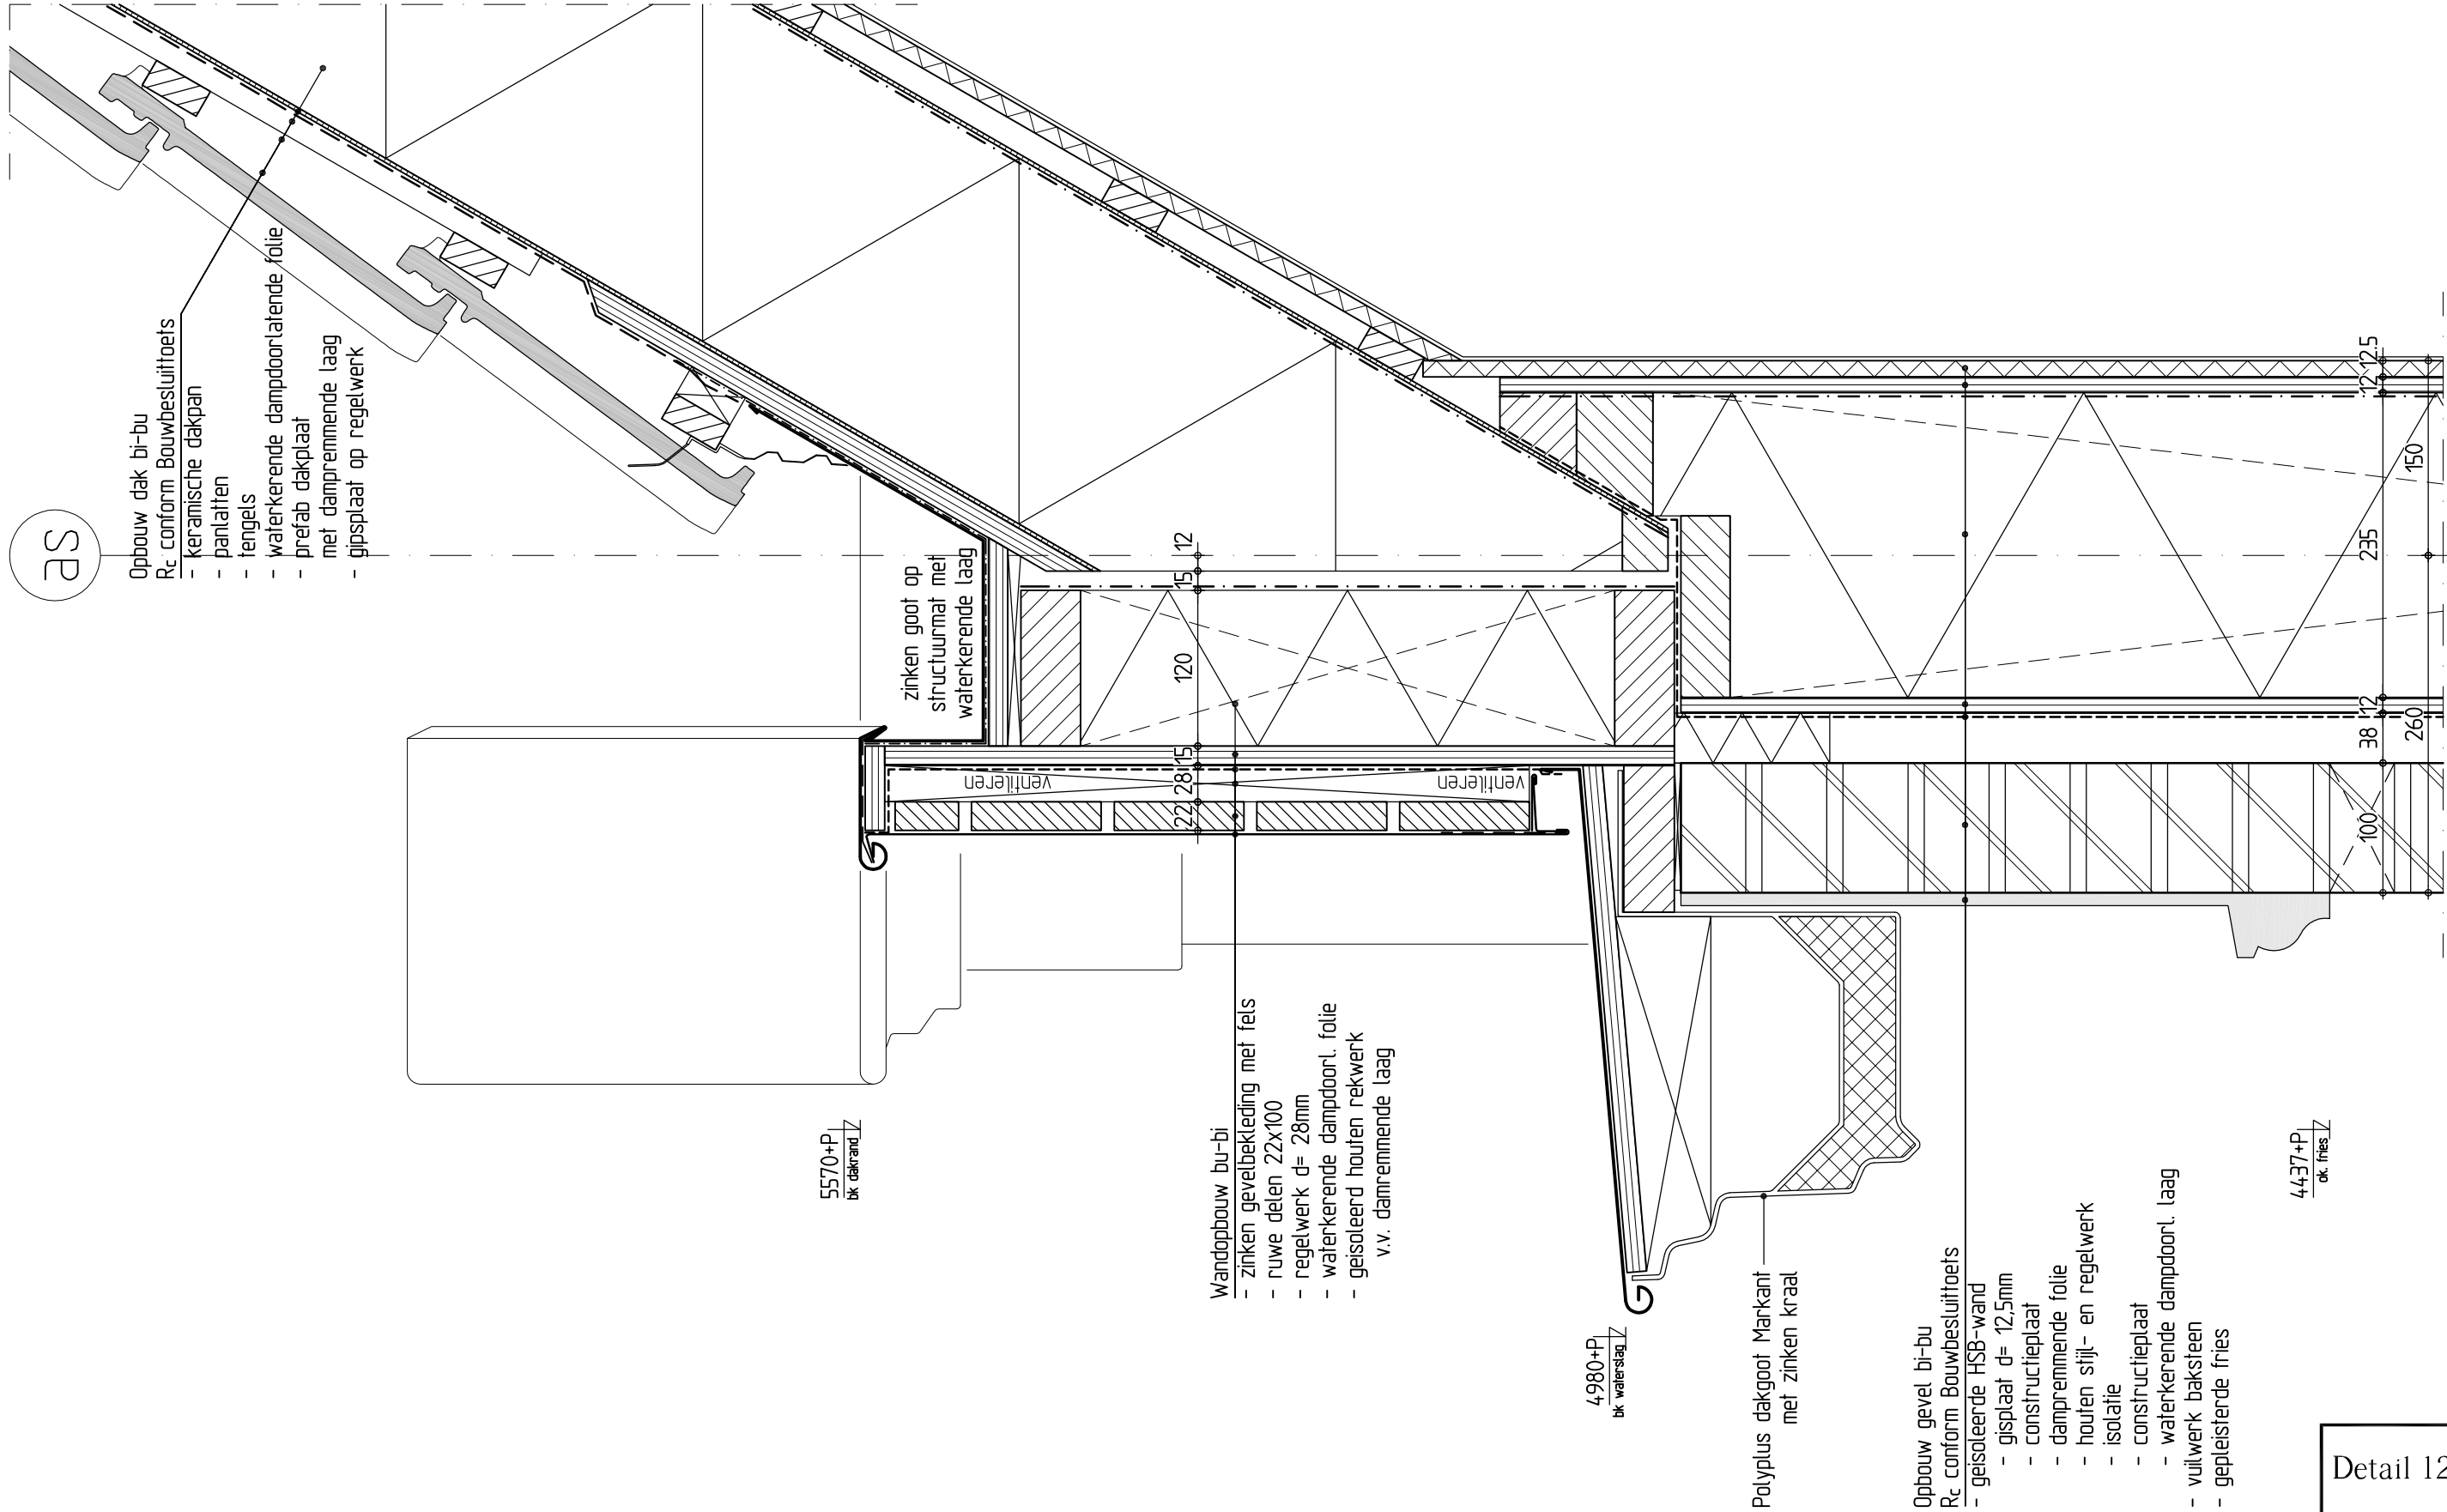 as
Opbouw dak bi-bu
Rc conform Bouwbesluittoets
- keramische dakpan
- panlatten
- tengels
- waterkerende dampdoorlatende folie
- prefab dakplaat
met dampremmende laag
- gipsplaat op regelwerk
zinken goot op
structuurmat met
waterkerende laag
12
15
120
15
28
22
ventileren
ventileren
12.5
12
150
235
12
38
260
100
5570+P
bk dakrand
Wandopbouw bu-bi
- zinken gevelbekleding met fels
- ruwe delen 22x100
- regelwerk d= 28mm
- waterkerende dampdoorl. folie
- geisoleerd houten rekwerk
v.v. damremmende laag
4980+P
bk waterslag
Polyplus dakgoot Markant
met zinken kraal
4437+P
ok. fries
Opbouw gevel bi-bu
Rc conform Bouwbesluittoets
- geisoleerde HSB-wand
- gisplaat d= 12,5mm
- constructieplaat
- dampremmende folie
- houten stijl- en regelwerk
- isolatie
- constructieplaat
- waterkerende dampdoorl. laag
- vuilwerk baksteen
- gepleisterde fries
Detail 12